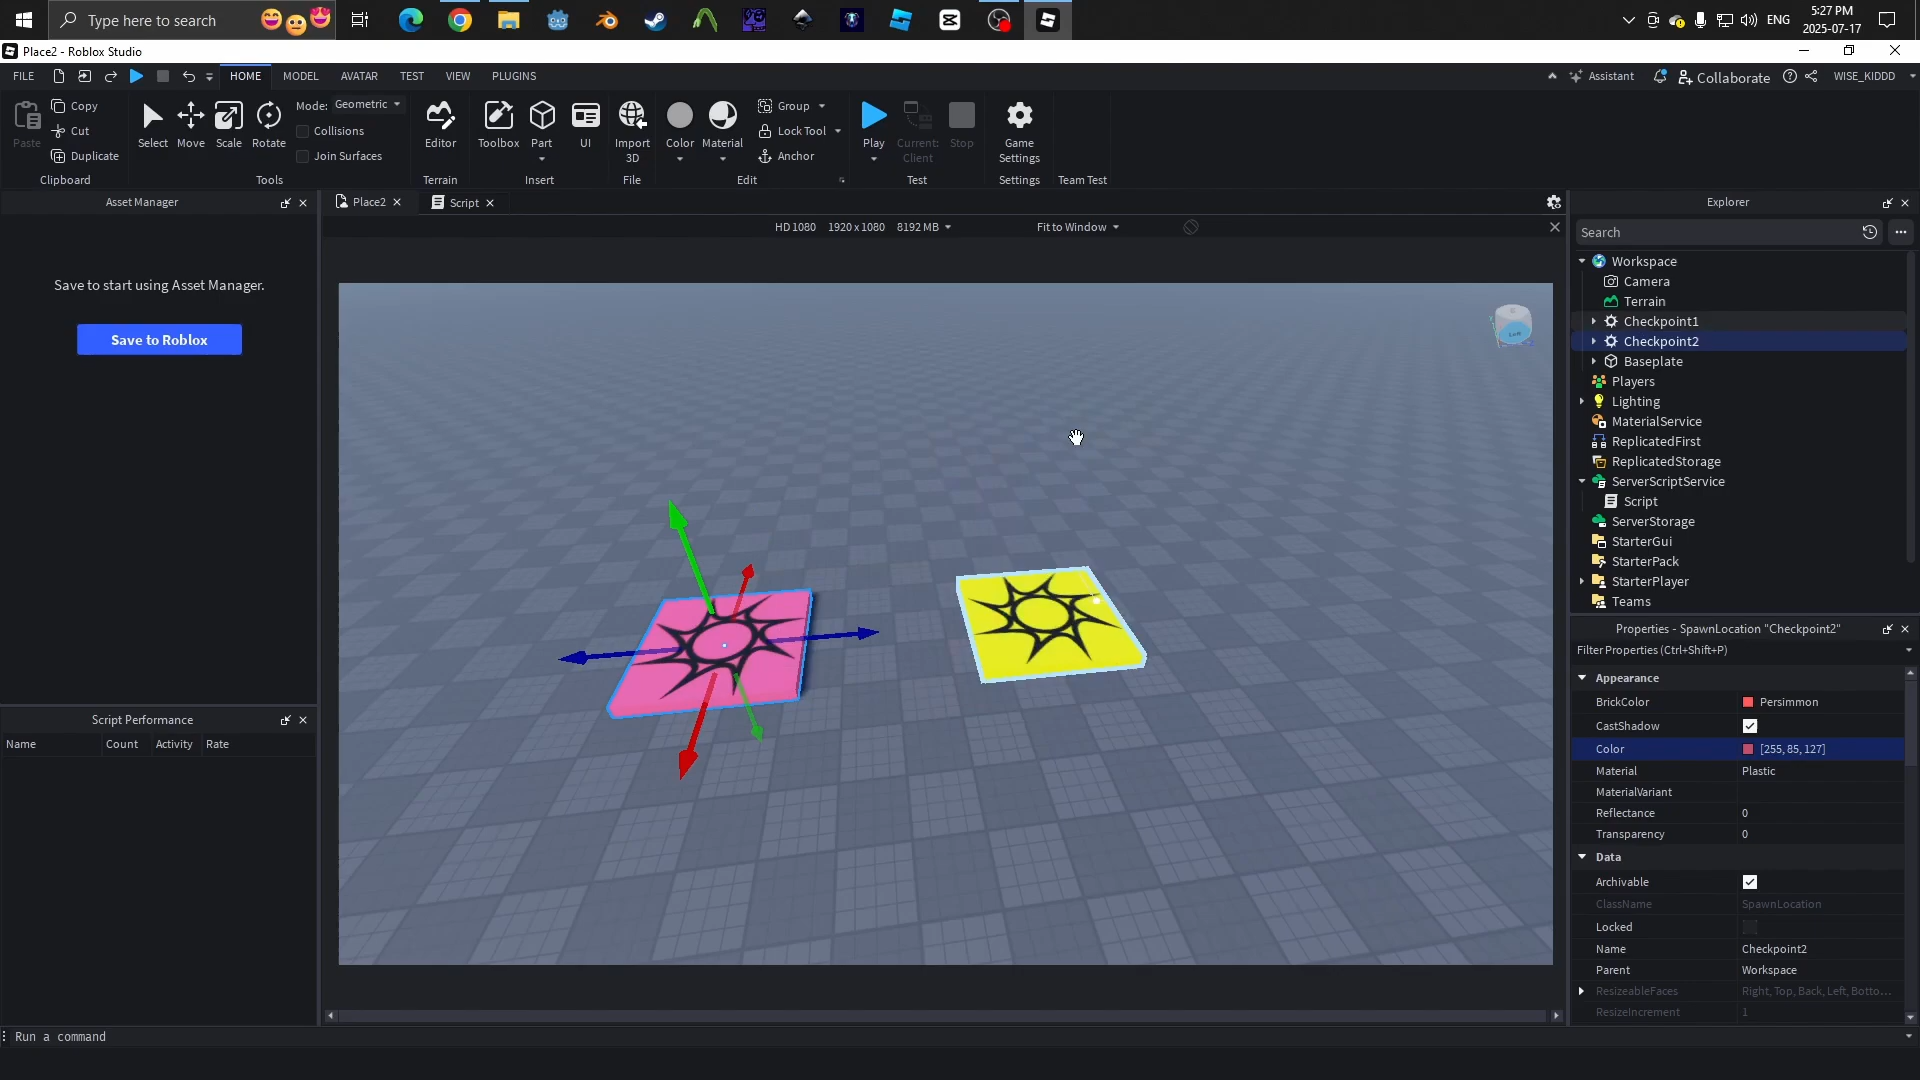 Type here to search
ENG
5:27 PM
2025-07-17
Place2 - Roblox Studio
FILE
HOME
MODEL
AVATAR
TEST
VIEW
PLUGINS
Assistant
Collaborate
WISE_KIDDD
Paste
Copy
Cut
Duplicate
Clipboard
Select
Move
Scale
Rotate
Mode: Geometric
Collisions
Join Surfaces
Tools
Editor
Terrain
Toolbox
Part
UI
Insert
Import
3D
File
Color
Material
Group
Lock Tool
Anchor
Edit
Play
Current:
Client
Stop
Test
Game
Settings
Settings
Team Test
Asset Manager
Save to start using Asset Manager.
Save to Roblox
Script Performance
Name Count Activity Rate
Place2
Script
HD 1080 1920 x 1080 8192 MB
Fit to Window
Explorer
Search
Workspace
Camera
Terrain
Checkpoint1
Checkpoint2
Baseplate
Players
Lighting
MaterialService
ReplicatedFirst
ReplicatedStorage
ServerScriptService
Script
ServerStorage
StarterGui
StarterPack
StarterPlayer
Teams
Properties - SpawnLocation "Checkpoint2"
Filter Properties (Ctrl+Shift+P)
Appearance
BrickColor Persimmon
CastShadow
Color [255, 85, 127]
Material Plastic
MaterialVariant
Reflectance 0
Transparency 0
Data
Archivable
ClassName SpawnLocation
Locked
Name Checkpoint2
Parent Workspace
ResizeableFaces Right, Top, Back, Left, Botto...
ResizeIncrement 1
Run a command